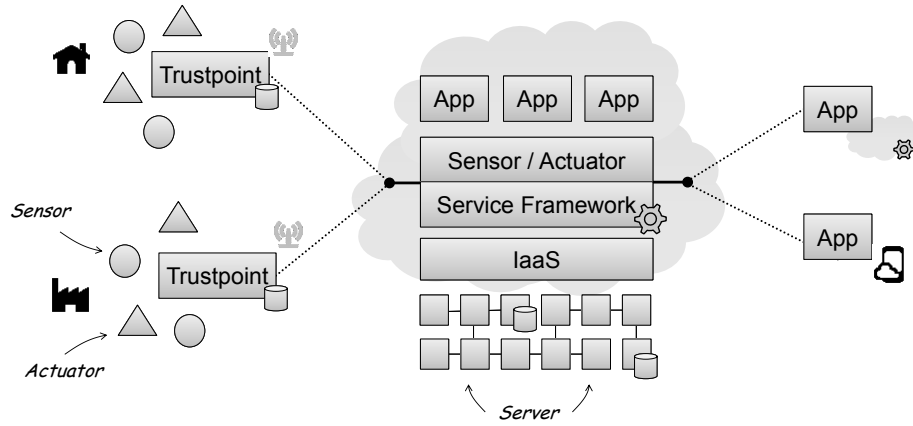 Trustpoint
App
App
App
App
Sensor / Actuator
Service Framework
Sensor
App
Trustpoint
IaaS
Actuator
Server